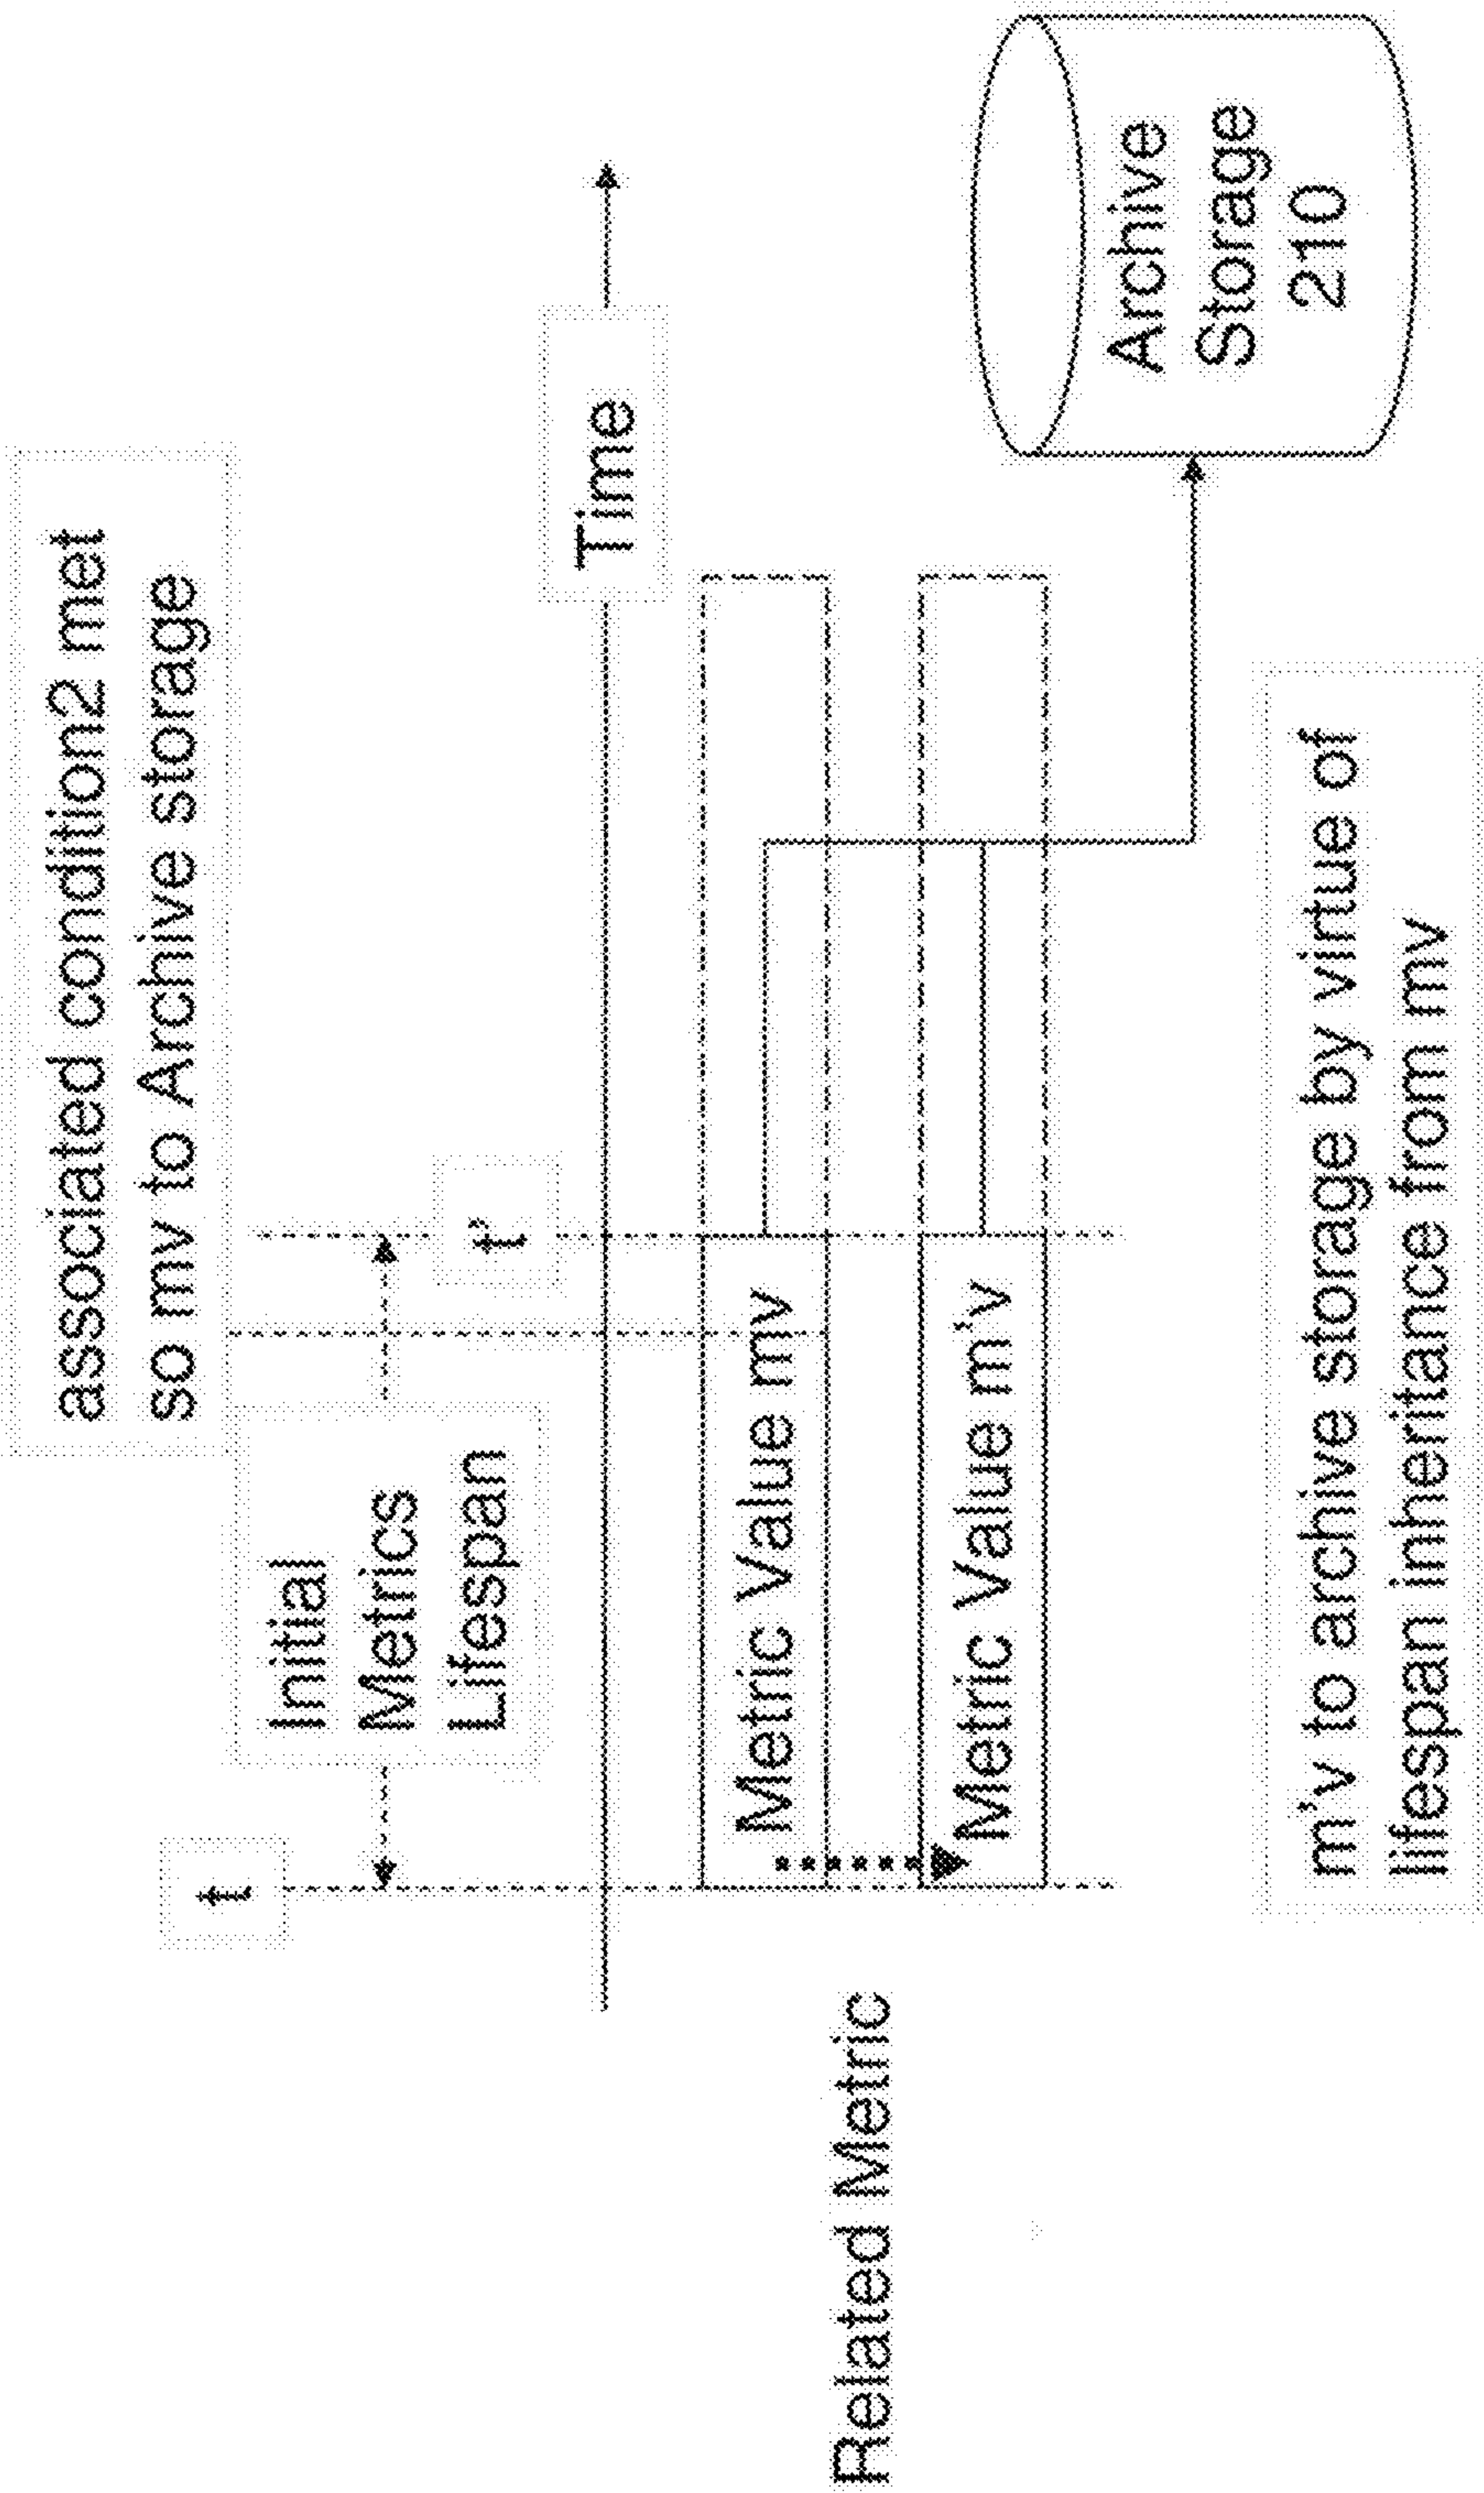 associated condition2 met
so mv to Archive storage
t
Initial
Metrics
Lifespan
t'
Time
Related Metric
Metric Value mv
Metric Value m'v
Archive
Storage
210
m'v to archive storage by virtue of
lifespan inheritance from mv